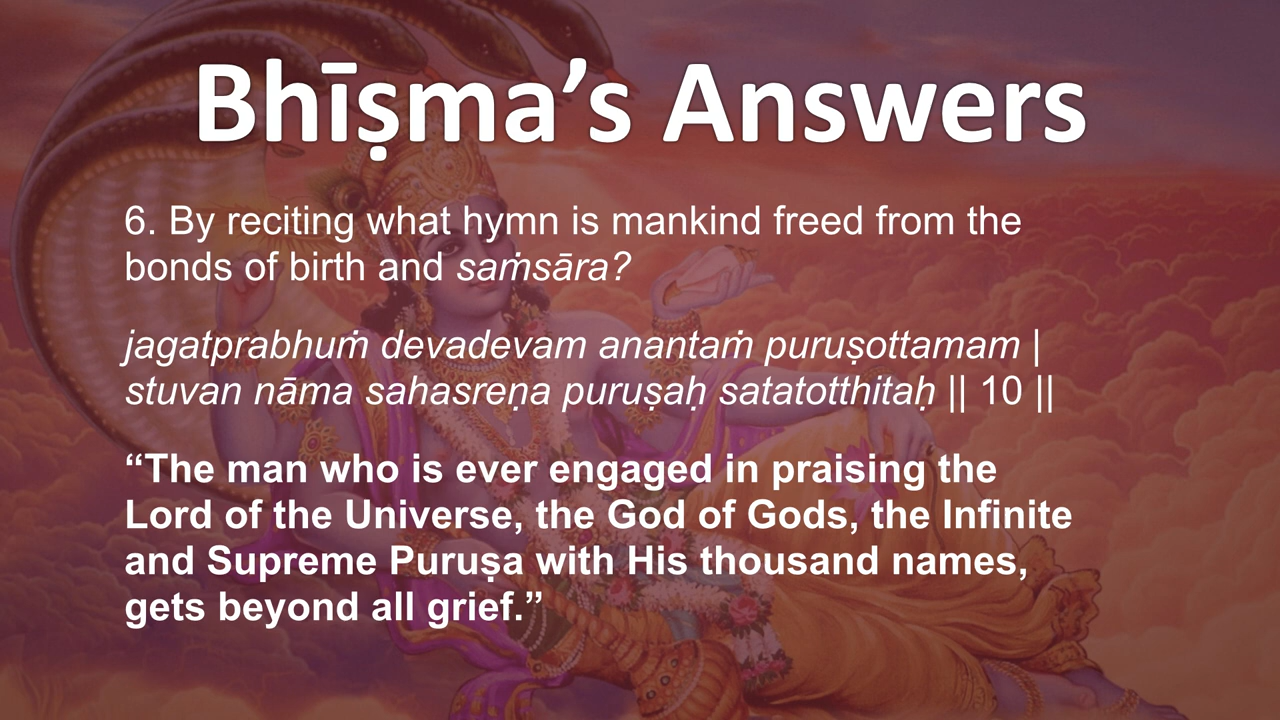 Bhīṣma’s Answers
6. By reciting what hymn is mankind freed from the
bonds of birth and saṁsāra?
jagatprabhuṁ devadevam anantaṁ puruṣottamam |
stuvan nāma sahasreṇa puruṣaḥ satatotthitaḥ || 10 ||
“The man who is ever engaged in praising the
Lord of the Universe, the God of Gods, the Infinite
and Supreme Puruṣa with His thousand names,
gets beyond all grief.”